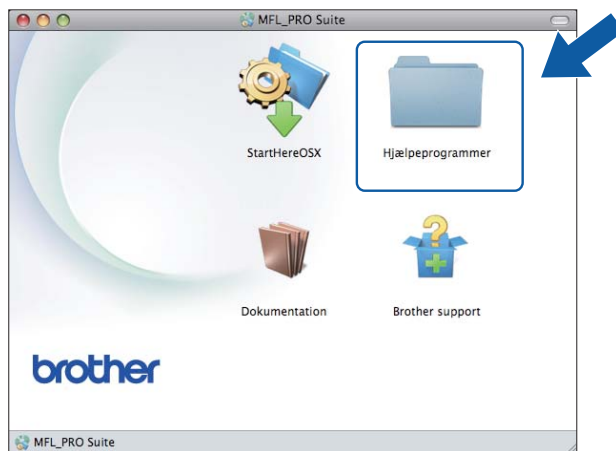 MFL_PRO Suite
StartHereOSX
Hjælpeprogrammer
Dokumentation
Brother support
brother
MFL_PRO Suite